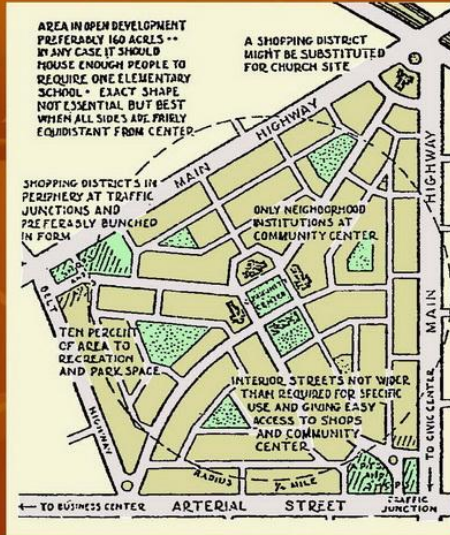 AREA IN OPEN DEVELOPMENT
PREFERABLY 160 ACRES ··
IN ANY CASE IT SHOULD
HOUSE ENOUGH PEOPLE TO
REQUIRE ONE ELEMENTARY
SCHOOL · EXACT SHAPE
NOT ESSENTIAL BUT BEST
WHEN ALL SIDES ARE FAIRLY
EQUIDISTANT FROM CENTER
A SHOPPING DISTRICT
MIGHT BE SUBSTITUTED
FOR CHURCH SITE
MAIN HIGHWAY
HIGHWAY
MAIN
SHOPPING DISTRICTS IN
PERIPHERY AT TRAFFIC
JUNCTIONS AND
PREFERABLY BUNCHED
IN FORM
ONLY NEIGHBORHOOD
INSTITUTIONS AT
COMMUNITY CENTER
COMMUNITY
CENTER
BELT
HIGHWAY
TEN PERCENT
OF AREA TO
RECREATION
AND PARK SPACE
INTERIOR STREETS NOT WIDER
THAN REQUIRED FOR SPECIFIC
USE AND GIVING EASY
ACCESS TO SHOPS
AND COMMUNITY
CENTER
TO CIVIC CENTER
RADIUS ¼ MILE
TO BUSINESS CENTER
ARTERIAL STREET
TRAFFIC
JUNCTION